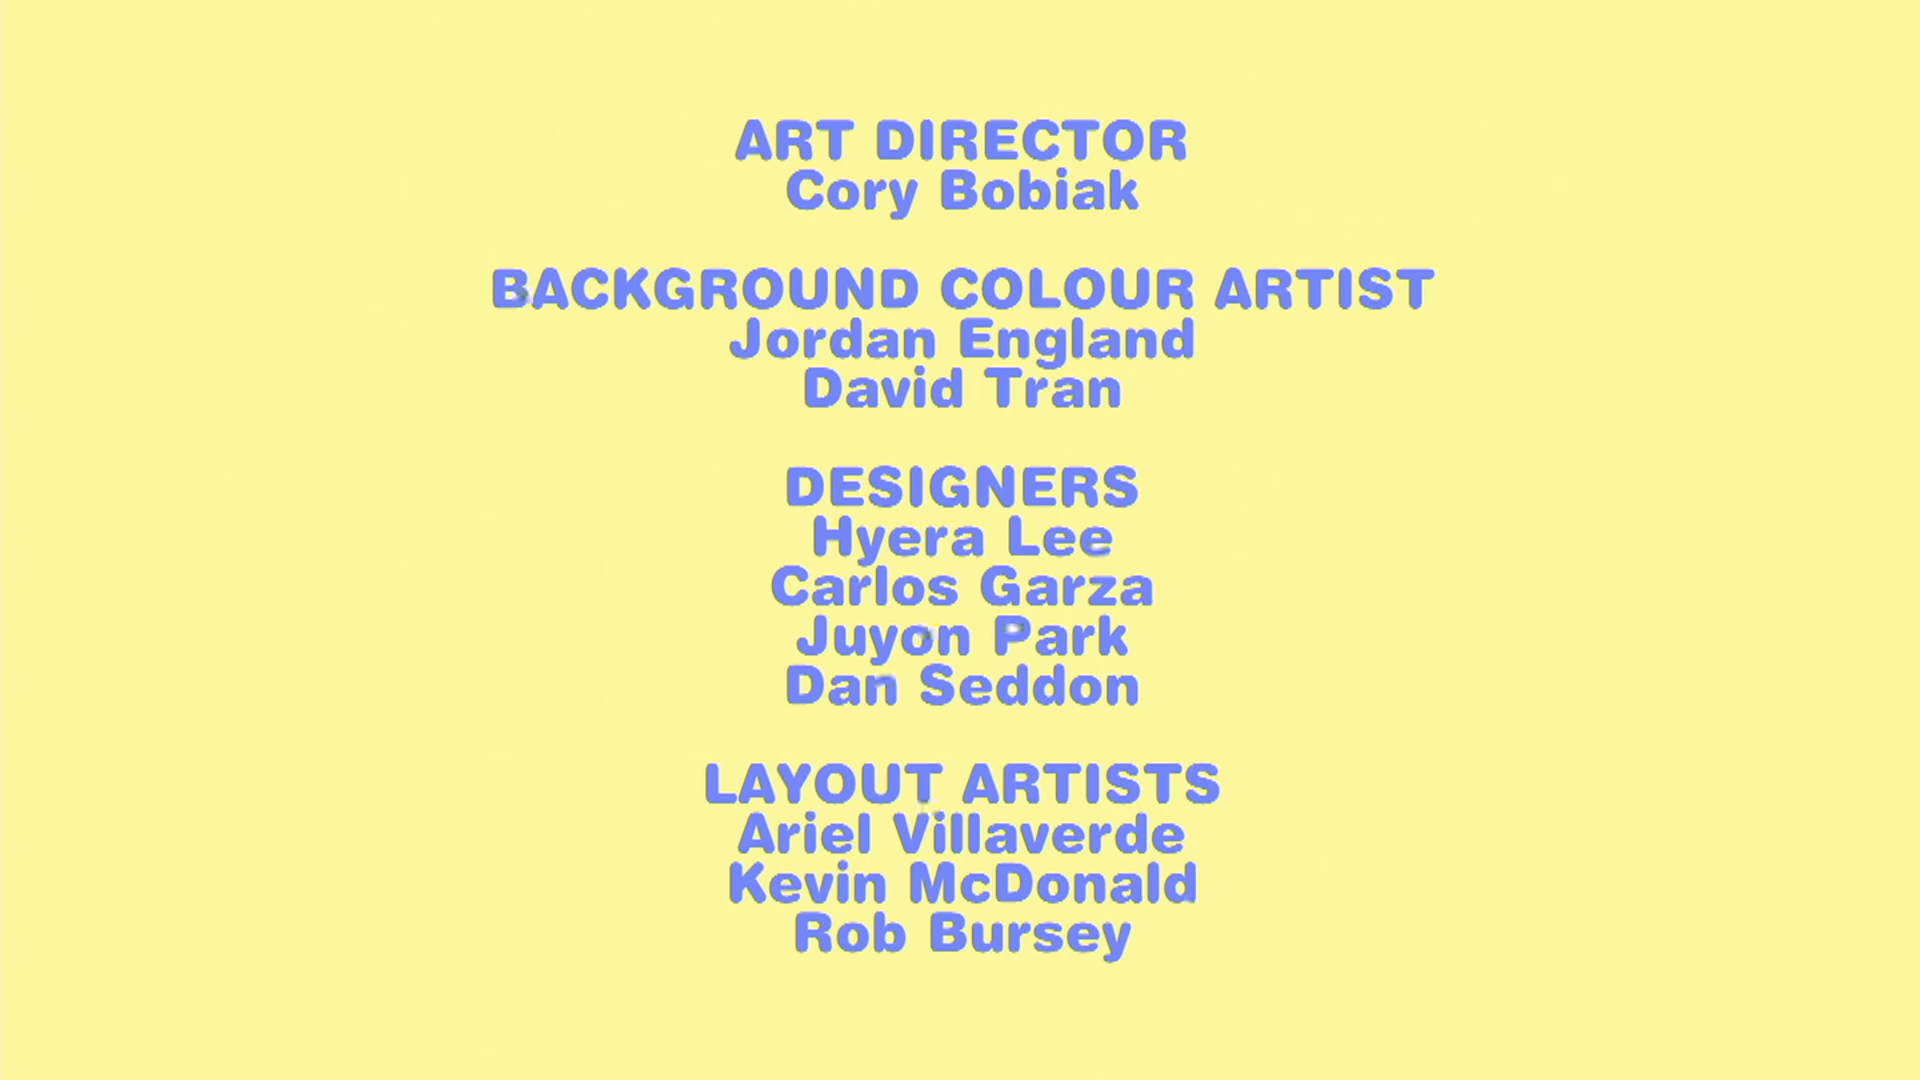 ART DIRECTOR
Cory Bobiak
BACKGROUND COLOUR ARTIST
Jordan England
David Tran
DESIGNERS
Hyera Lee
Carlos Garza
Juyon Park
Dan Seddon
LAYOUT ARTISTS
Ariel Villaverde
Kevin McDonald
Rob Bursey